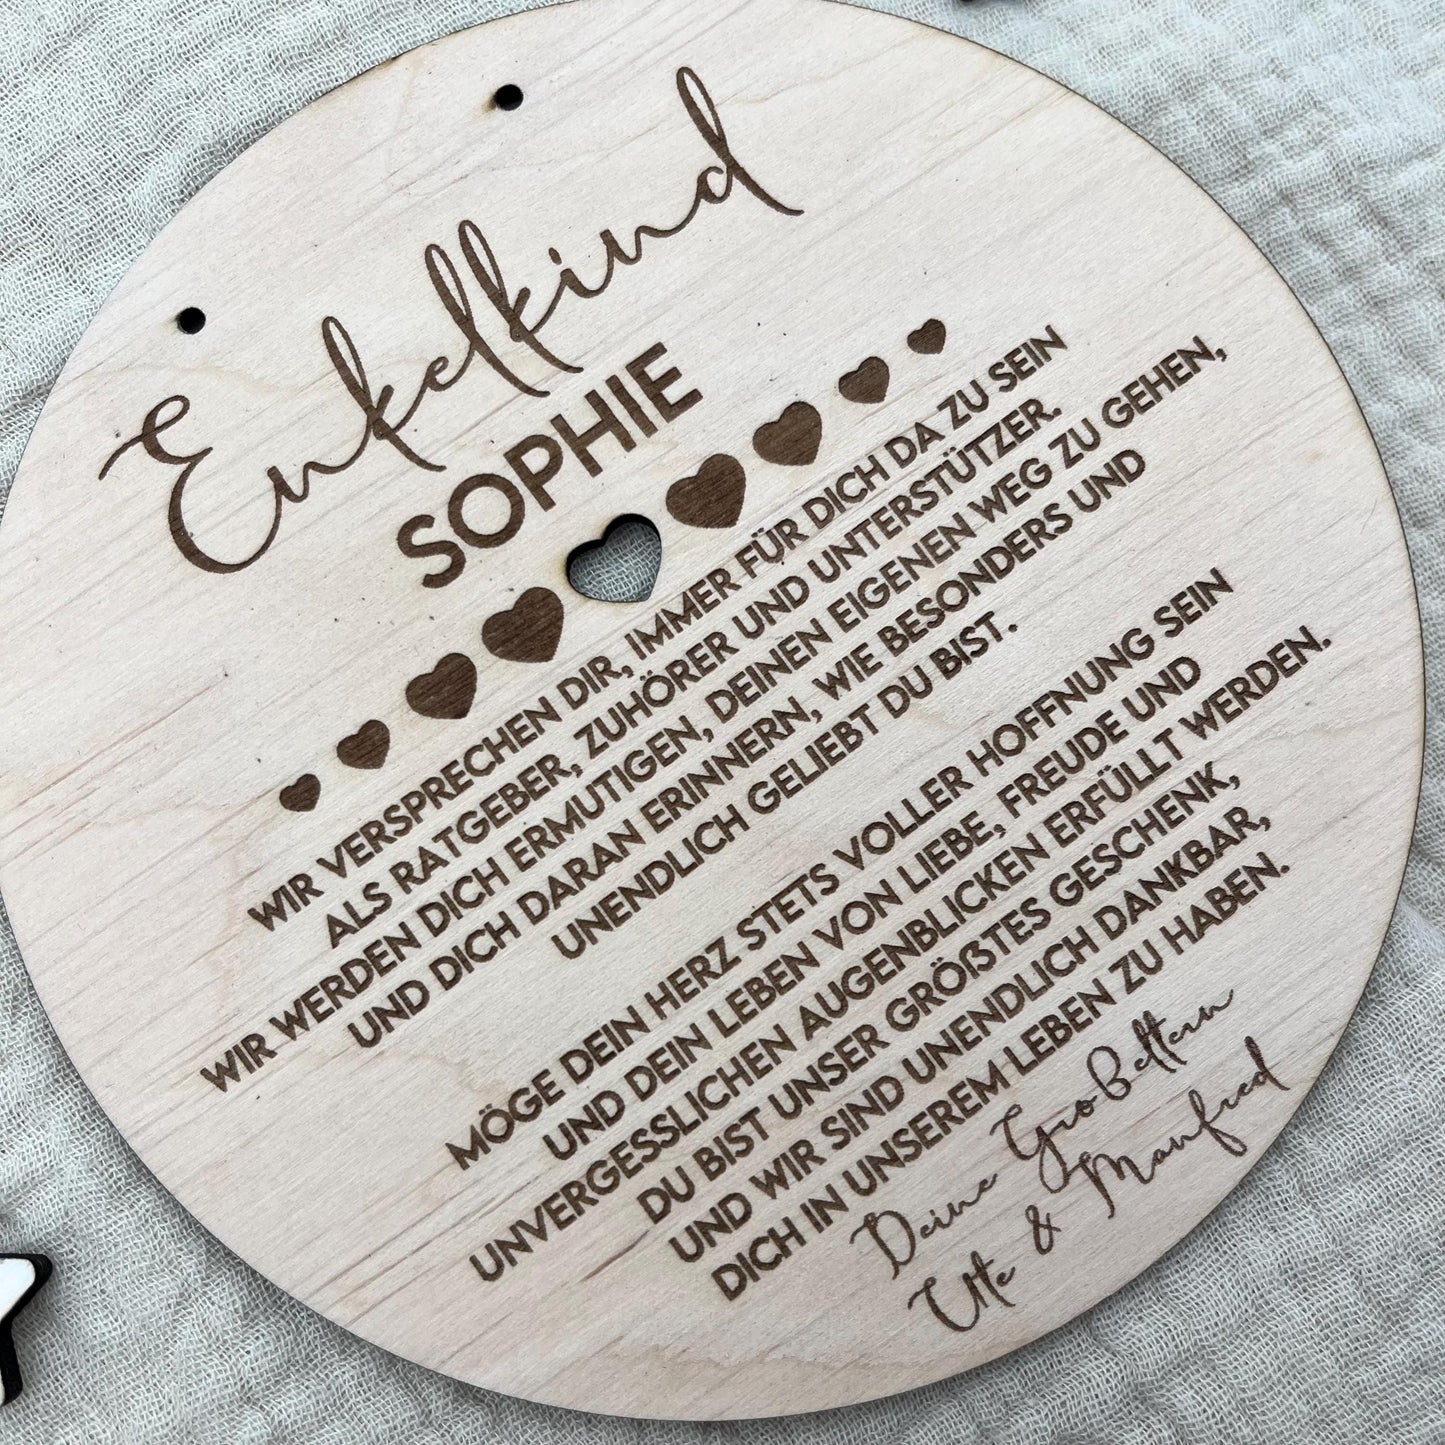 Enkelkind
SOPHIE
WIR VERSPRECHEN DIR, IMMER FÜR DICH DA ZU SEIN
ALS RATGEBER, ZUHÖRER UND UNTERSTÜTZER.
WIR WERDEN DICH ERMUTIGEN, DEINEN EIGENEN WEG ZU GEHEN,
UND DICH DARAN ERINNERN, WIE BESONDERS UND
UNENDLICH GELIEBT DU BIST.
MÖGE DEIN HERZ STETS VOLLER HOFFNUNG SEIN
UND DEIN LEBEN VON LIEBE, FREUDE UND
UNVERGESSLICHEN AUGENBLICKEN ERFÜLLT WERDEN.
DU BIST UNSER GRÖßTES GESCHENK,
UND WIR SIND UNENDLICH DANKBAR,
DICH IN UNSEREM LEBEN ZU HABEN.
Deine Großeltern
Ute & Manfred